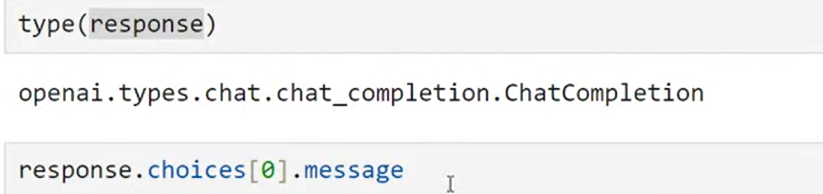 type(response)
openai.types.chat.chat_completion.ChatCompletion
response.choices[0].message